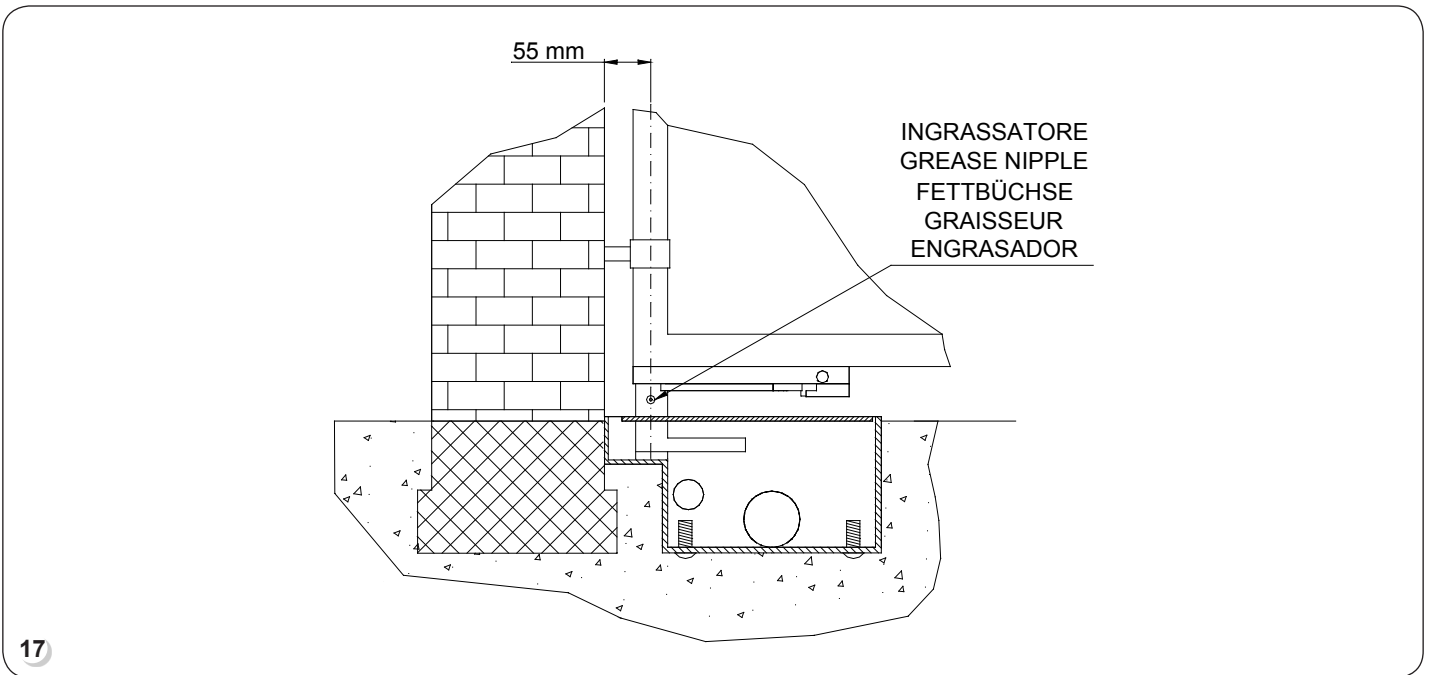 55 mm
INGRASSATORE
GREASE NIPPLE
FETTBÜCHSE
GRAISSEUR
ENGRASADOR
17